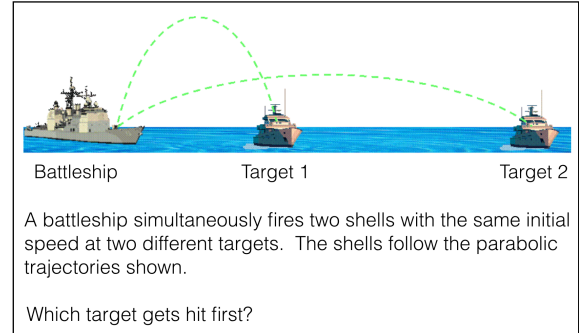 Battleship
Target 1
Target 2
A battleship simultaneously fires two shells with the same initial
speed at two different targets.  The shells follow the parabolic
trajectories shown.
Which target gets hit first?